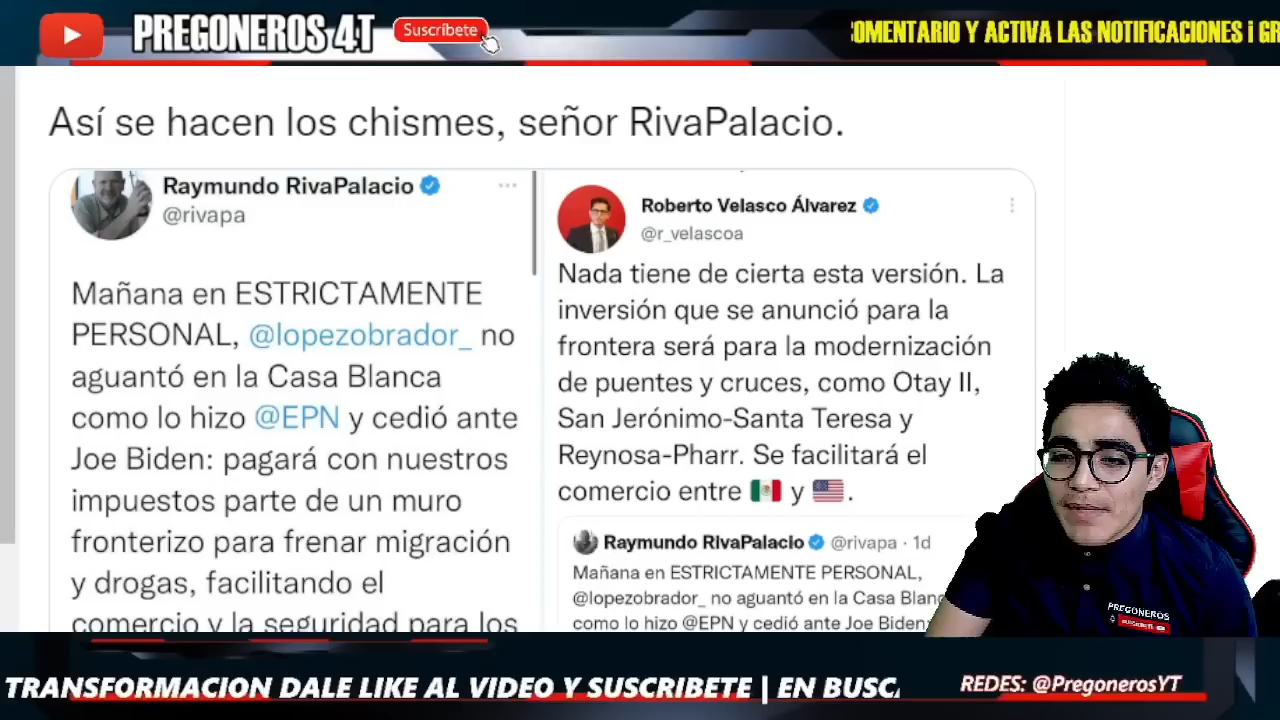 PREGONEROS 4T
Suscríbete
COMENTARIO Y ACTIVA LAS NOTIFICACIONES ¡
Así se hacen los chismes, señor RivaPalacio.
Raymundo RivaPalacio
@rivapa
Mañana en ESTRICTAMENTE
PERSONAL, @lopezobrador_ no
aguantó en la Casa Blanca
como lo hizo @EPN y cedió ante
Joe Biden: pagará con nuestros
impuestos parte de un muro
fronterizo para frenar migración
y drogas, facilitando el
comercio y la seguridad para los
Roberto Velasco Álvarez
@r_velascoa
Nada tiene de cierta esta versión. La
inversión que se anunció para la
frontera será para la modernización
de puentes y cruces, como Otay II,
San Jerónimo-Santa Teresa y
Reynosa-Pharr. Se facilitará el
comercio entre 🇲🇽 y 🇺🇸.
Raymundo RivaPalacio @rivapa · 1d
Mañana en ESTRICTAMENTE PERSONAL,
@lopezobrador_ no aguantó en la Casa Blanc
como lo hizo @EPN y cedió ante Joe Biden:
PREGONEROS
TRANSFORMACION DALE LIKE AL VIDEO Y SUSCRIBETE | EN BUSC
REDES: @PregonerosYT